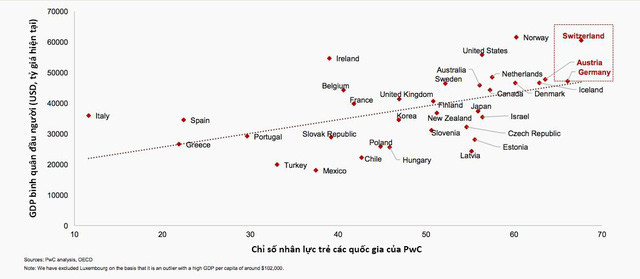 GDP bình quân đầu người (USD, tỷ giá hiện tại)
70000
60000
50000
40000
30000
20000
10000
Norway
Switzerland
United States
Ireland
Austria
Germany
Australia
Sweden
Netherlands
Belgium
Canada
Denmark
Iceland
France
United Kingdom
Finland
Japan
Italy
Spain
Korea
New Zealand
Israel
Portugal
Slovak Republic
Slovenia
Czech Republic
Greece
Poland
Hungary
Estonia
Latvia
Chile
Turkey
Mexico
10 20 30 40 50 60 70
Chỉ số nhân lực trẻ các quốc gia của PwC
Sources: PwC analysis, OECD
Note: We have excluded Luxembourg on the basis that it is an outlier with a high GDP per capita of around $102,000.